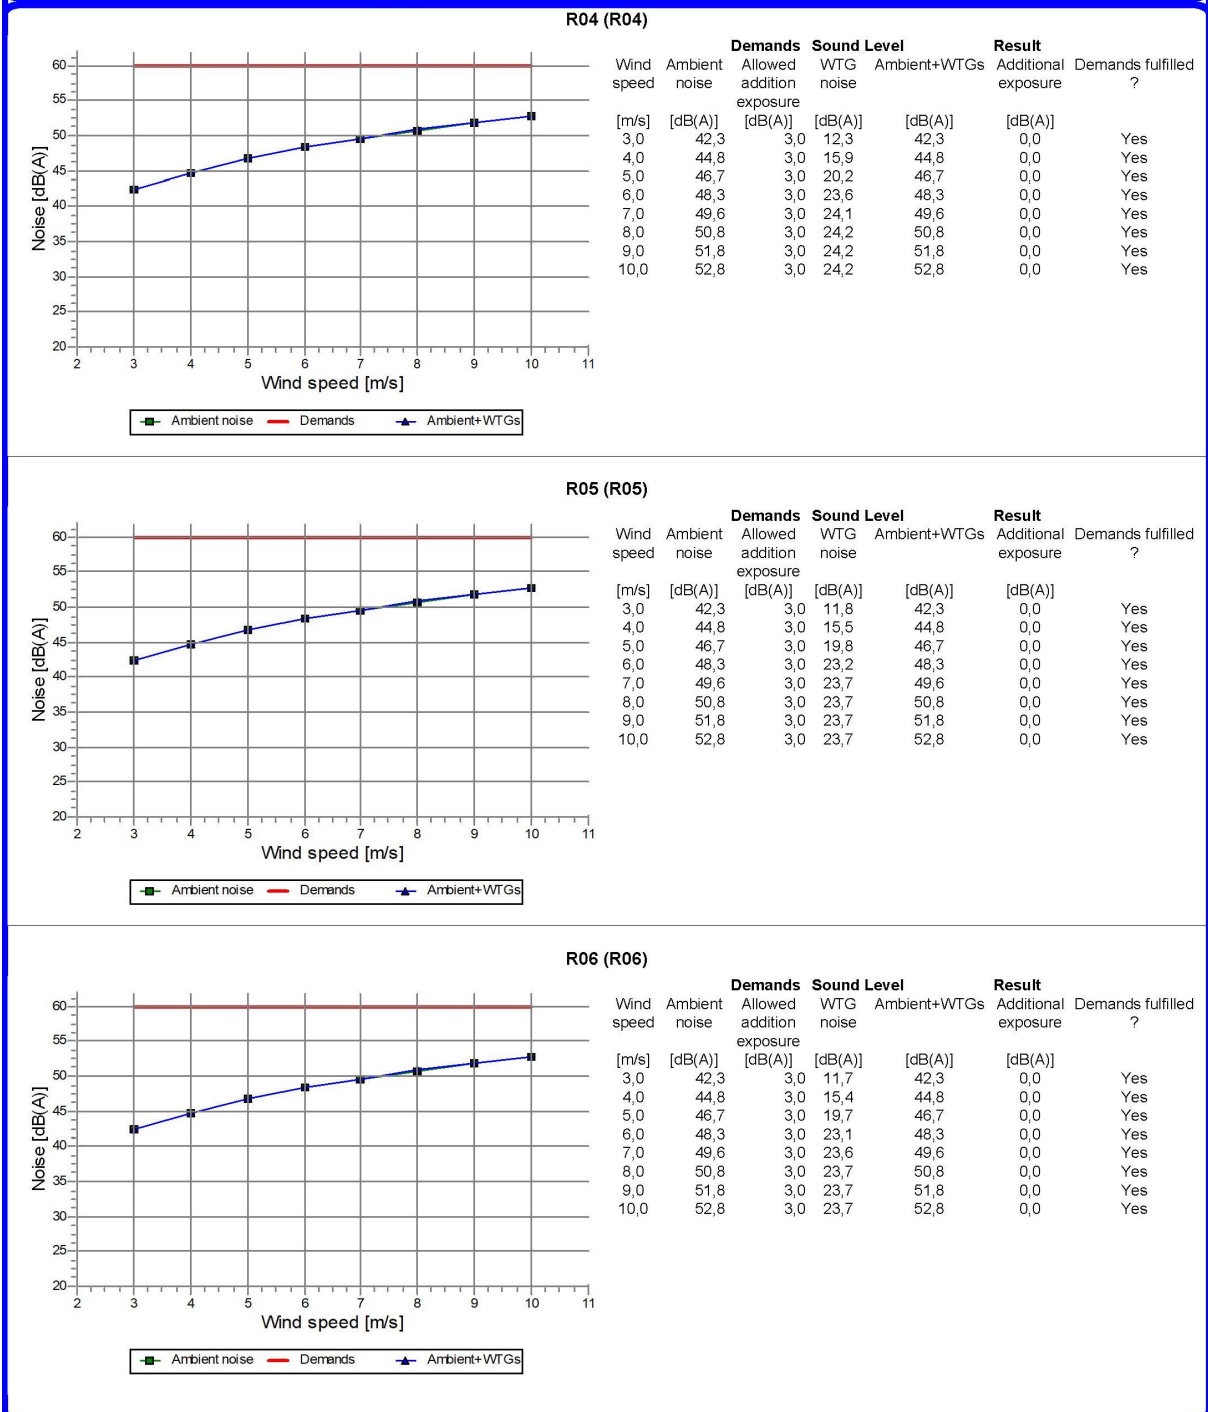 R04 (R04)
Demands Sound Level Result
Wind Ambient Allowed WTG Ambient+WTGs Additional Demands fulfilled
speed noise addition noise exposure ?
exposure
[m/s] [dB(A)] [dB(A)] [dB(A)] [dB(A)] [dB(A)]
3,0 42,3 3,0 12,3 42,3 0,0 Yes
4,0 44,8 3,0 15,9 44,8 0,0 Yes
5,0 46,7 3,0 20,2 46,7 0,0 Yes
6,0 48,3 3,0 23,6 48,3 0,0 Yes
7,0 49,6 3,0 24,1 49,6 0,0 Yes
8,0 50,8 3,0 24,2 50,8 0,0 Yes
9,0 51,8 3,0 24,2 51,8 0,0 Yes
10,0 52,8 3,0 24,2 52,8 0,0 Yes
Noise [dB(A)]
60
55
50
45
40
35
30
25
20
2 3 4 5 6 7 8 9 10 11
Wind speed [m/s]
Ambient noise Demands Ambient+WTGs
R05 (R05)
Demands Sound Level Result
Wind Ambient Allowed WTG Ambient+WTGs Additional Demands fulfilled
speed noise addition noise exposure ?
exposure
[m/s] [dB(A)] [dB(A)] [dB(A)] [dB(A)] [dB(A)]
3,0 42,3 3,0 11,8 42,3 0,0 Yes
4,0 44,8 3,0 15,5 44,8 0,0 Yes
5,0 46,7 3,0 19,8 46,7 0,0 Yes
6,0 48,3 3,0 23,2 48,3 0,0 Yes
7,0 49,6 3,0 23,7 49,6 0,0 Yes
8,0 50,8 3,0 23,7 50,8 0,0 Yes
9,0 51,8 3,0 23,7 51,8 0,0 Yes
10,0 52,8 3,0 23,7 52,8 0,0 Yes
Noise [dB(A)]
60
55
50
45
40
35
30
25
20
2 3 4 5 6 7 8 9 10 11
Wind speed [m/s]
Ambient noise Demands Ambient+WTGs
R06 (R06)
Demands Sound Level Result
Wind Ambient Allowed WTG Ambient+WTGs Additional Demands fulfilled
speed noise addition noise exposure ?
exposure
[m/s] [dB(A)] [dB(A)] [dB(A)] [dB(A)] [dB(A)]
3,0 42,3 3,0 11,7 42,3 0,0 Yes
4,0 44,8 3,0 15,4 44,8 0,0 Yes
5,0 46,7 3,0 19,7 46,7 0,0 Yes
6,0 48,3 3,0 23,1 48,3 0,0 Yes
7,0 49,6 3,0 23,6 49,6 0,0 Yes
8,0 50,8 3,0 23,7 50,8 0,0 Yes
9,0 51,8 3,0 23,7 51,8 0,0 Yes
10,0 52,8 3,0 23,7 52,8 0,0 Yes
Noise [dB(A)]
60
55
50
45
40
35
30
25
20
2 3 4 5 6 7 8 9 10 11
Wind speed [m/s]
Ambient noise Demands Ambient+WTGs